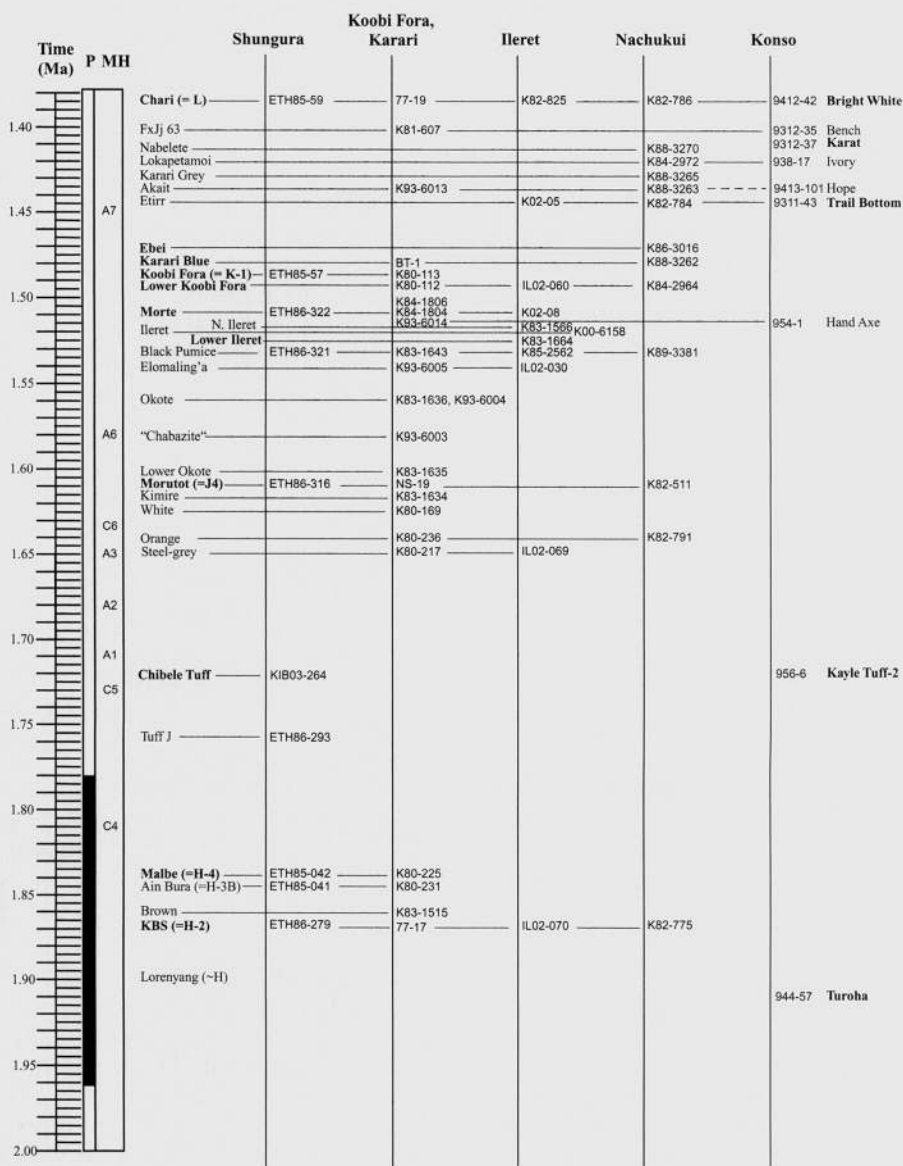 Koobi Fora,
Time Shungura Karari Ileret Nachukui Konso
(Ma) P MH
Chari (= L) ETH85-59 77-19 K82-825 K82-786 9412-42 Bright White
1.40
FxJj 63 K81-607 9312-35 Bench
9312-37 Karat
Nabelete K88-3270
Lokapetamoi K84-2972 938-17 Ivory
Karari Grey K88-3265
Akait K93-6013 K88-3263 9413-101 Hope
Etirr K02-05 K82-784 9311-43 Trail Bottom
1.45 A7
Ebei K86-3016
Karari Blue BT-1 K88-3262
Koobi Fora (= K-1) ETH85-57 K80-113
Lower Koobi Fora K80-112 IL02-060 K84-2964
1.50
K84-1806
Morte ETH86-322 K84-1804 K02-08
N. Ileret K93-6014 K83-1566 954-1 Hand Axe
Ileret K00-6158
Lower Ileret K83-1664
Black Pumice ETH86-321 K83-1643 K85-2562 K89-3381
Elomaling’a K93-6005 IL02-030
1.55
Okote K83-1636, K93-6004
A6 “Chabazite“ K93-6003
1.60
Lower Okote K83-1635
Morutot (=J4) ETH86-316 NS-19 K82-511
Kimire K83-1634
White K80-169
C6
Orange K80-236 K82-791
1.65 A3 Steel-grey K80-217 IL02-069
A2
1.70
A1
Chibele Tuff KIB03-264 956-6 Kayle Tuff-2
C5
1.75
Tuff J ETH86-293
1.80
C4
Malbe (=H-4) ETH85-042 K80-225
Ain Bura (=H-3B) ETH85-041 K80-231
1.85
Brown K83-1515
KBS (=H-2) ETH86-279 77-17 IL02-070 K82-775
1.90
Lorenyang (~H)
944-57 Turoha
1.95
2.00